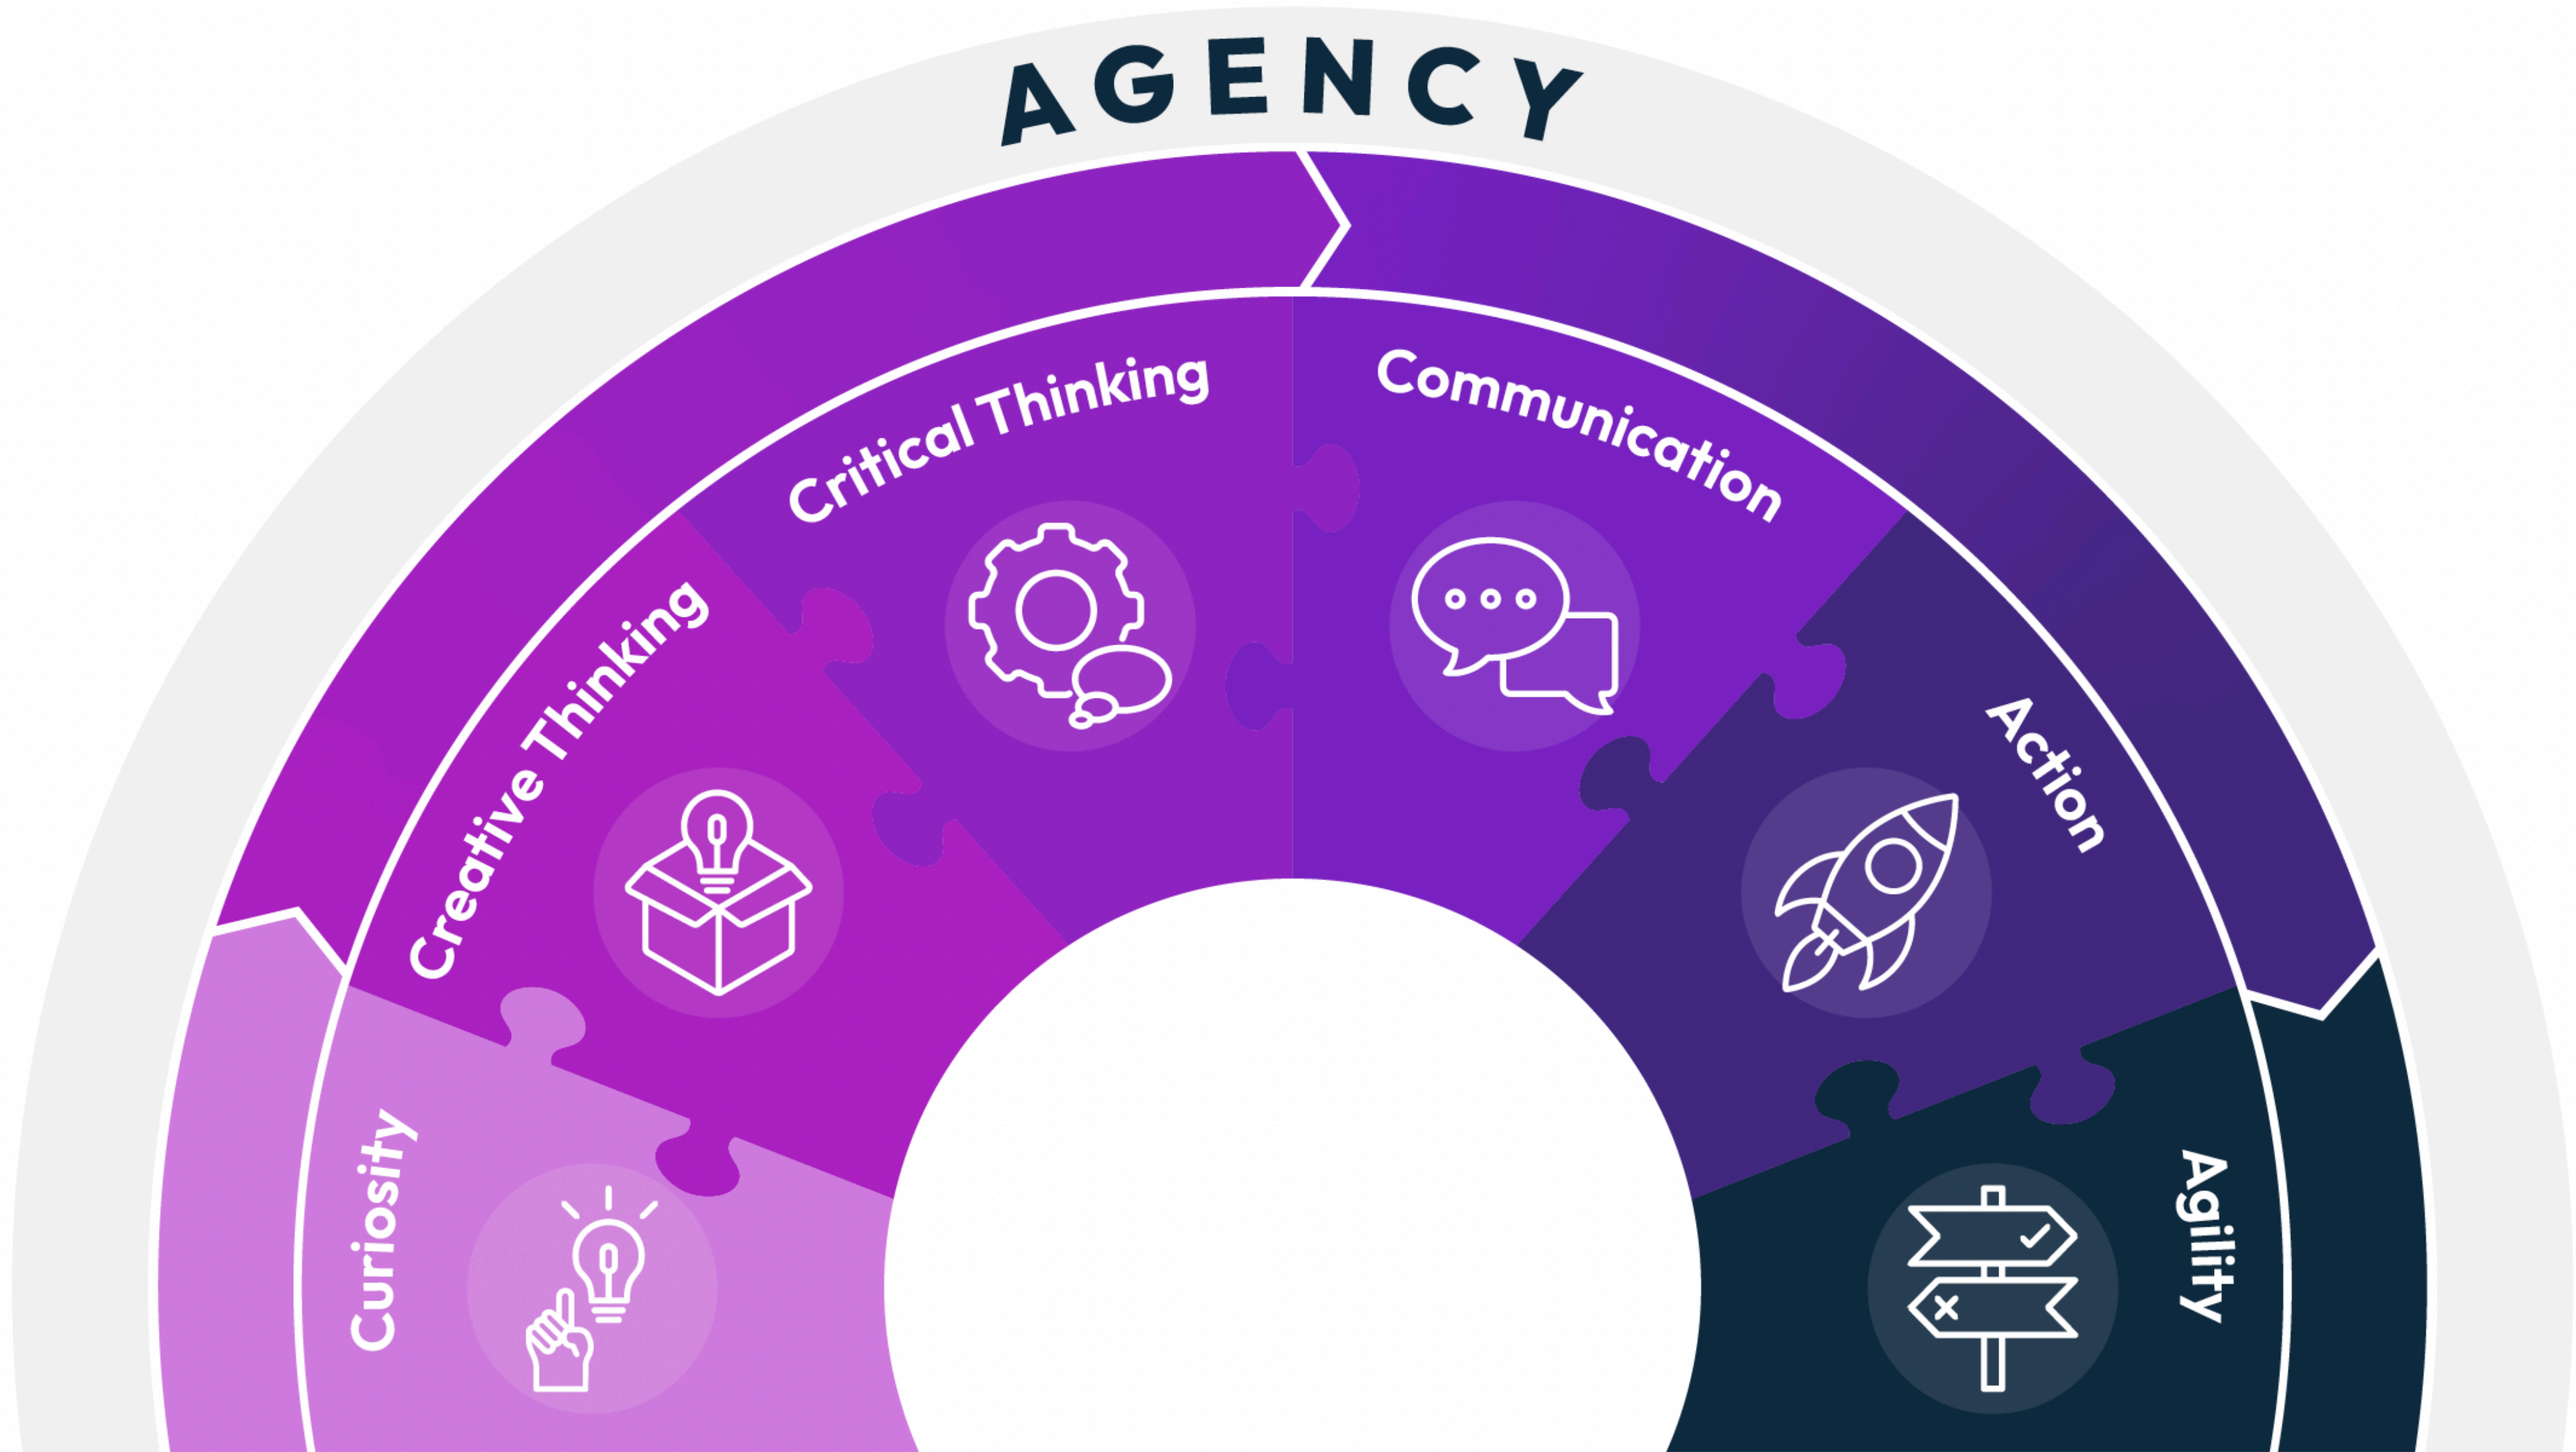 AGENCY
Curiosity
Creative Thinking
Critical Thinking
Communication
Action
Agility